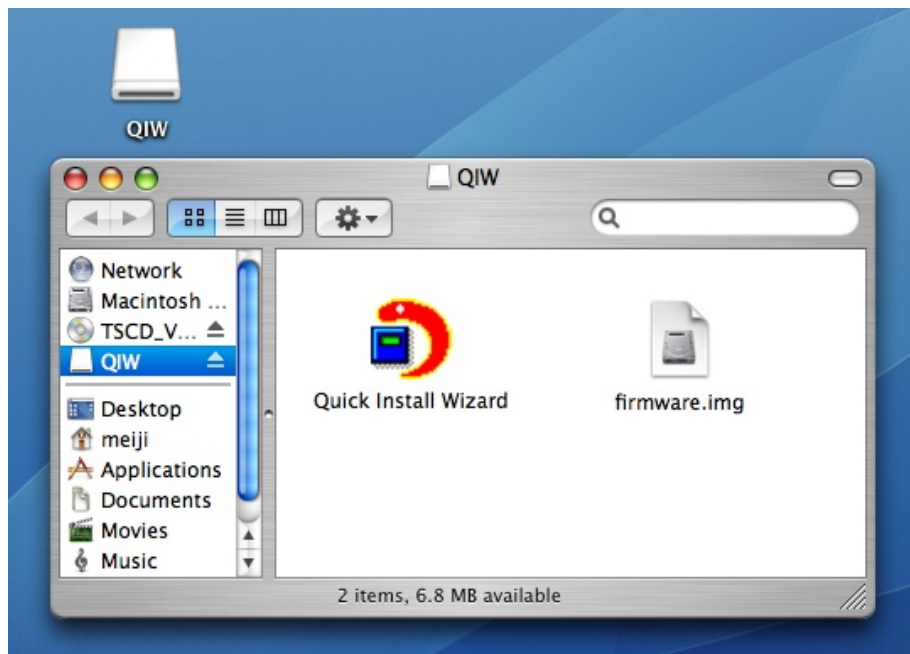 QIW
QIW
Network
Macintosh ...
TSCD_V...
QIW
Desktop
meiji
Applications
Documents
Movies
Music
Quick Install Wizard
firmware.img
2 items, 6.8 MB available